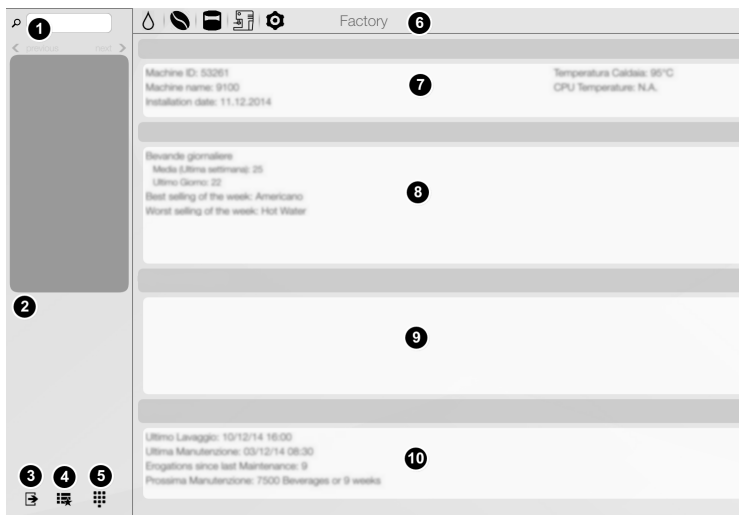 1
previous next
2
3 4 5
Factory 6
Machine ID: 53261
Machine name: 9100
Installation date: 11.12.2014
7
Temperatura Caldaia: 95°C
CPU Temperature: N.A.
Bevande giornaliere
Media (Ultima settimana): 25
Ultimo Giorno: 22
Best selling of the week: Americano
Worst selling of the week: Hot Water
8
9
Ultimo Lavaggio: 10/12/14 16:00
Ultima Manutenzione: 03/12/14 08:30
Erogations since last Maintenance: 9
Prossima Manutenzione: 7500 Beverages or 9 weeks
10